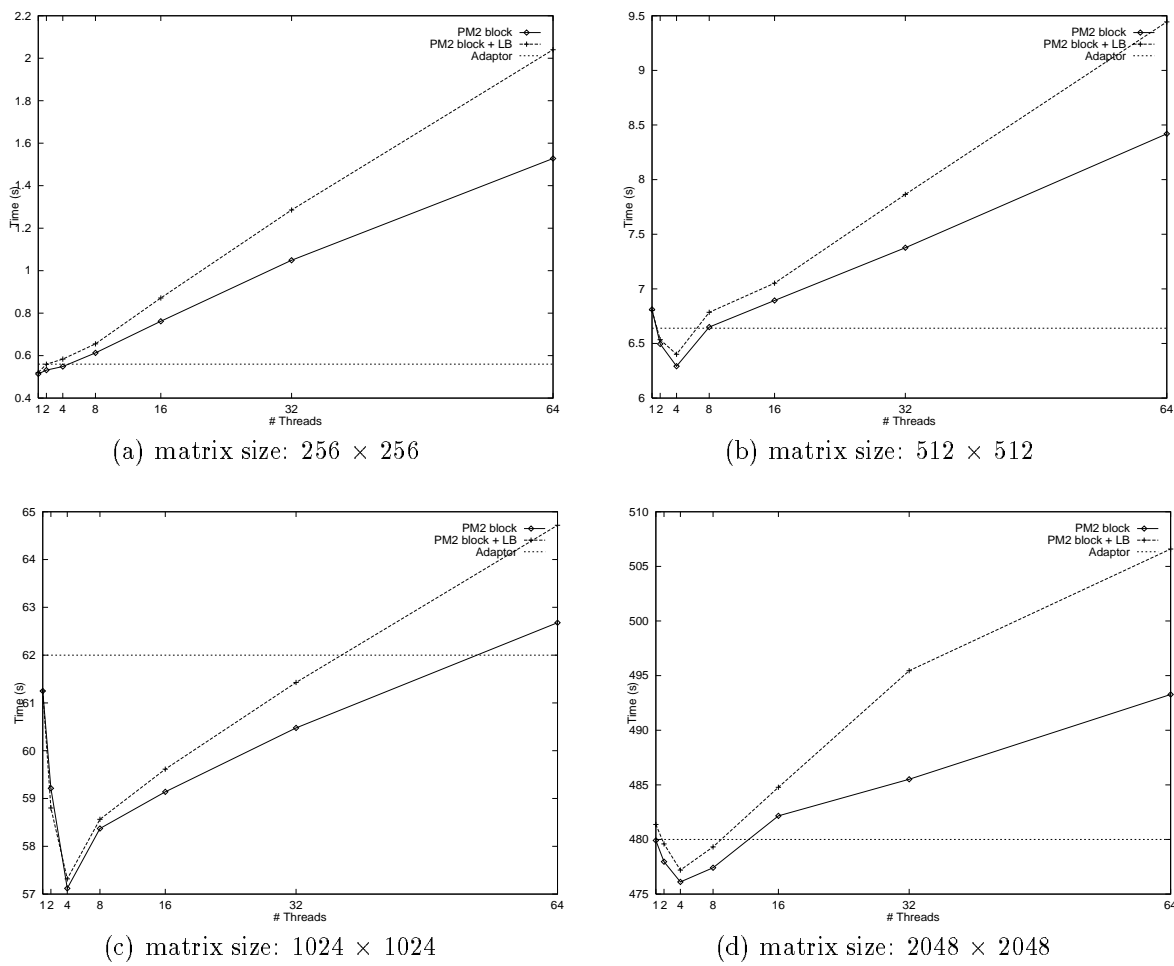 2.2
2
1.8
1.6
1.4
1.2
1
0.8
0.6
0.4
Time (s)
PM2 block
PM2 block + LB
Adaptor
1 2 4 8 16 32 64
# Threads
(a) matrix size: 256 × 256
9.5
9
8.5
8
7.5
7
6.5
6
Time (s)
PM2 block
PM2 block + LB
Adaptor
1 2 4 8 16 32 64
# Threads
(b) matrix size: 512 × 512
65
64
63
62
61
60
59
58
57
Time (s)
PM2 block
PM2 block + LB
Adaptor
1 2 4 8 16 32 64
# Threads
(c) matrix size: 1024 × 1024
510
505
500
495
490
485
480
475
Time (s)
PM2 block
PM2 block + LB
Adaptor
1 2 4 8 16 32 64
# Threads
(d) matrix size: 2048 × 2048